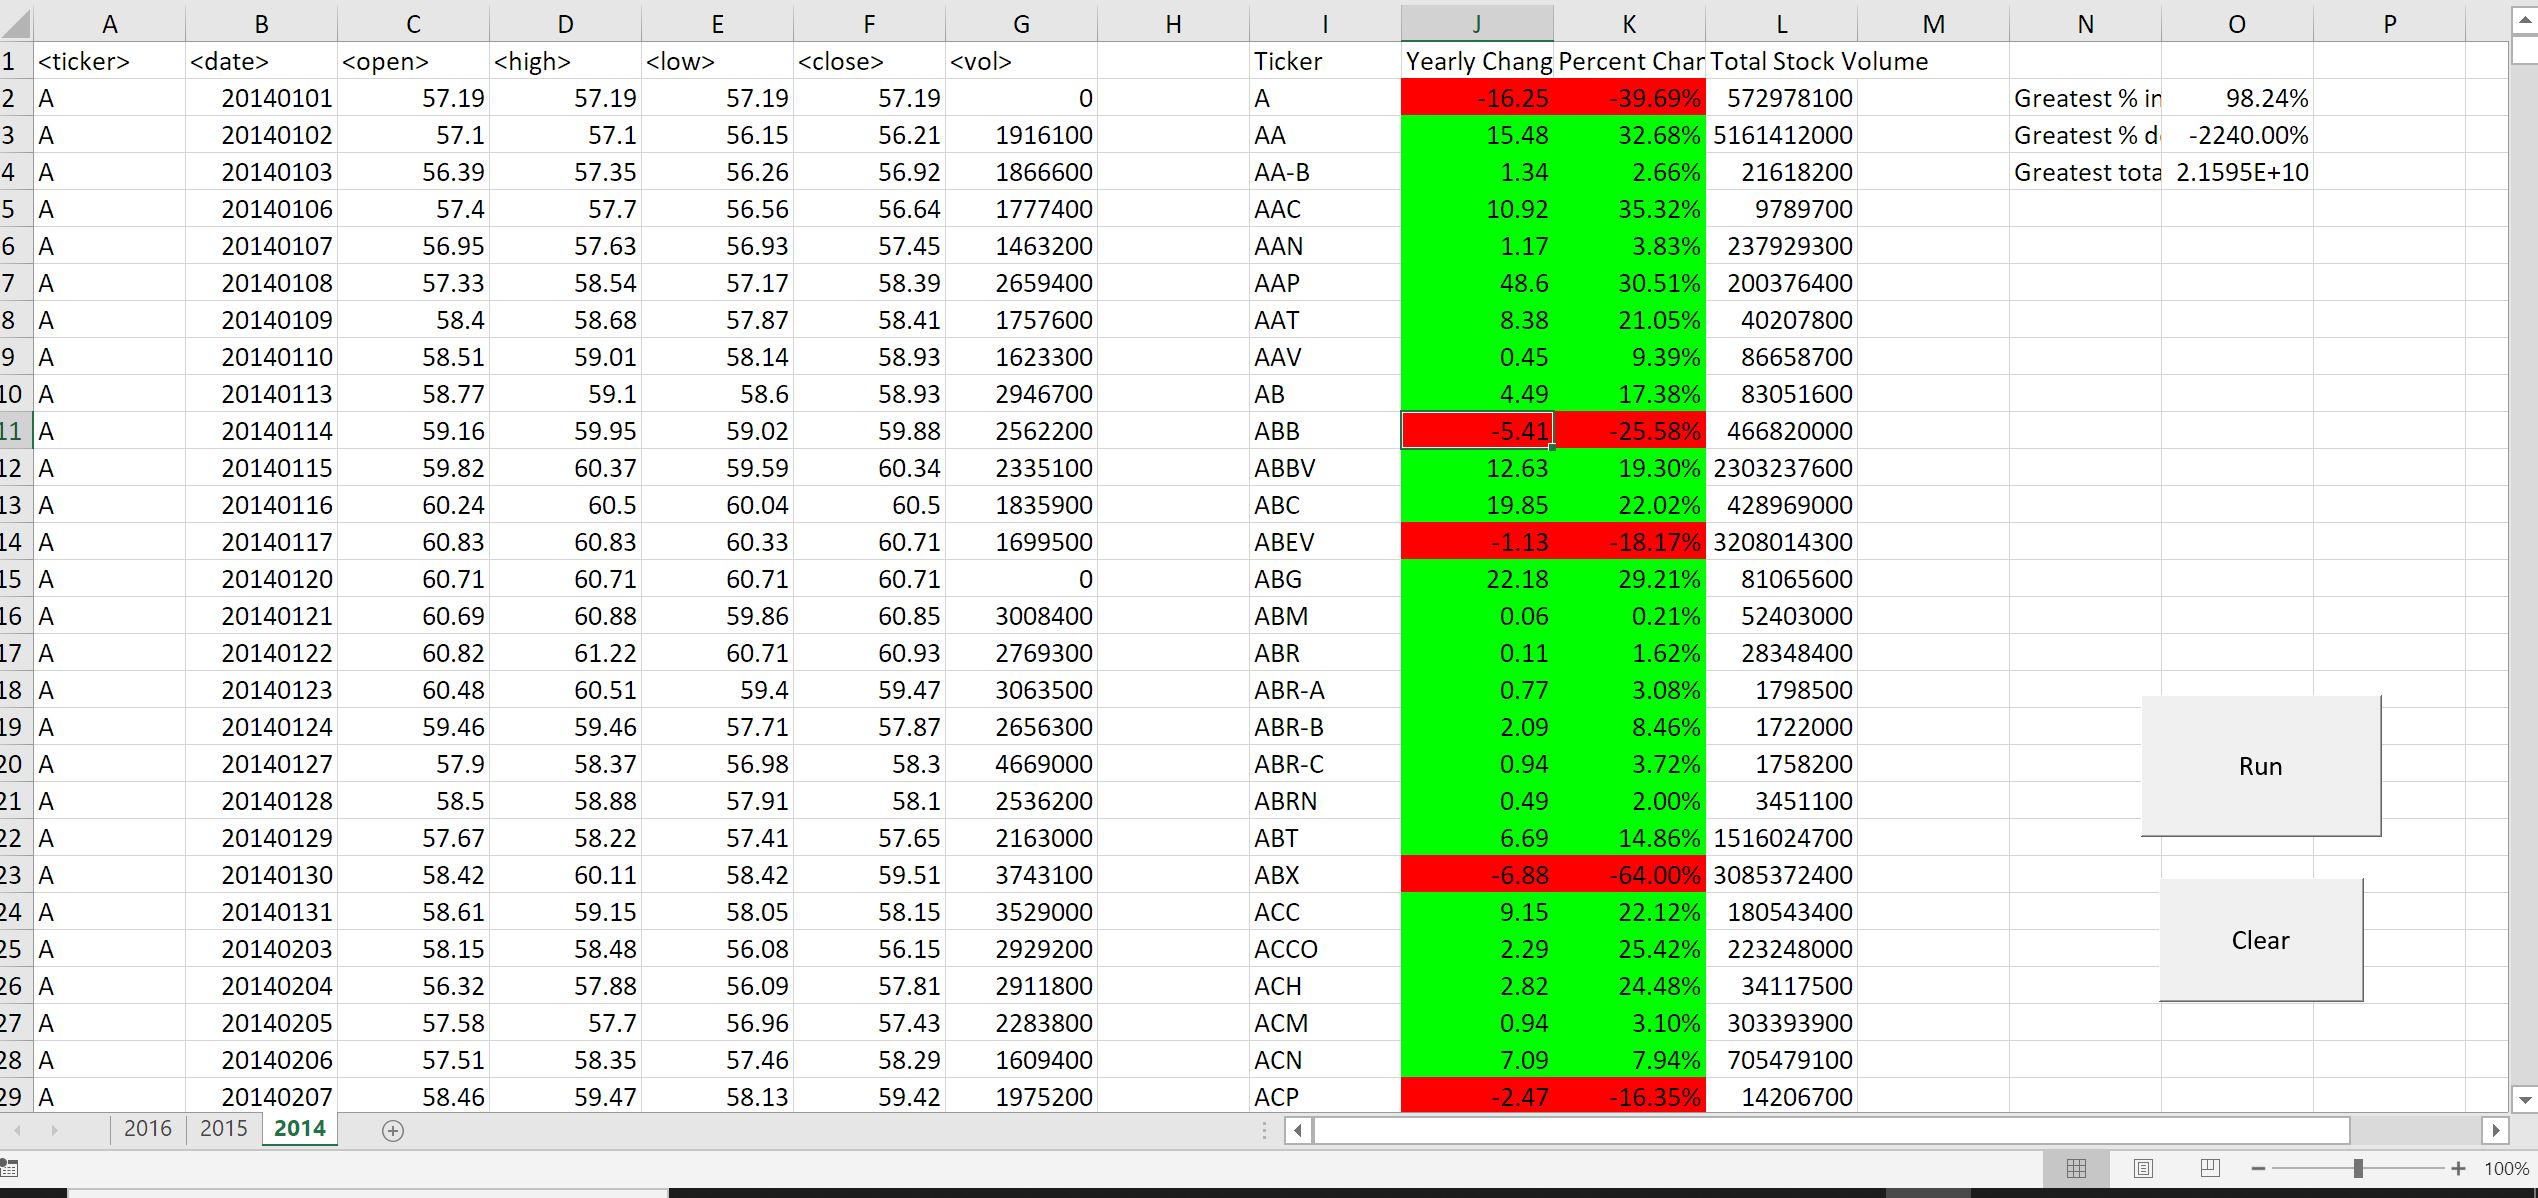 A B C D E F G H I J K L M N O P
1 <ticker> <date> <open> <high> <low> <close> <vol> Ticker Yearly Chang Percent Char Total Stock Volume
2 A 20140101 57.19 57.19 57.19 57.19 0 A -16.25 -39.69% 572978100 Greatest % in 98.24%
3 A 20140102 57.1 57.1 56.15 56.21 1916100 AA 15.48 32.68% 5161412000 Greatest % de -2240.00%
4 A 20140103 56.39 57.35 56.26 56.92 1866600 AA-B 1.34 2.66% 21618200 Greatest tota 2.1595E+10
5 A 20140106 57.4 57.7 56.56 56.64 1777400 AAC 10.92 35.32% 9789700
6 A 20140107 56.95 57.63 56.93 57.45 1463200 AAN 1.17 3.83% 237929300
7 A 20140108 57.33 58.54 57.17 58.39 2659400 AAP 48.6 30.51% 200376400
8 A 20140109 58.4 58.68 57.87 58.41 1757600 AAT 8.38 21.05% 40207800
9 A 20140110 58.51 59.01 58.14 58.93 1623300 AAV 0.45 9.39% 86658700
10 A 20140113 58.77 59.1 58.6 58.93 2946700 AB 4.49 17.38% 83051600
11 A 20140114 59.16 59.95 59.02 59.88 2562200 ABB -5.41 -25.58% 466820000
12 A 20140115 59.82 60.37 59.59 60.34 2335100 ABBV 12.63 19.30% 2303237600
13 A 20140116 60.24 60.5 60.04 60.5 1835900 ABC 19.85 22.02% 428969000
14 A 20140117 60.83 60.83 60.33 60.71 1699500 ABEV -1.13 -18.17% 3208014300
15 A 20140120 60.71 60.71 60.71 60.71 0 ABG 22.18 29.21% 81065600
16 A 20140121 60.69 60.88 59.86 60.85 3008400 ABM 0.06 0.21% 52403000
17 A 20140122 60.82 61.22 60.71 60.93 2769300 ABR 0.11 1.62% 28348400
18 A 20140123 60.48 60.51 59.4 59.47 3063500 ABR-A 0.77 3.08% 1798500
19 A 20140124 59.46 59.46 57.71 57.87 2656300 ABR-B 2.09 8.46% 1722000
20 A 20140127 57.9 58.37 56.98 58.3 4669000 ABR-C 0.94 3.72% 1758200
21 A 20140128 58.5 58.88 57.91 58.1 2536200 ABRN 0.49 2.00% 3451100
22 A 20140129 57.67 58.22 57.41 57.65 2163000 ABT 6.69 14.86% 1516024700
23 A 20140130 58.42 60.11 58.42 59.51 3743100 ABX -6.88 -64.00% 3085372400
24 A 20140131 58.61 59.15 58.05 58.15 3529000 ACC 9.15 22.12% 180543400
25 A 20140203 58.15 58.48 56.08 56.15 2929200 ACCO 2.29 25.42% 223248000
26 A 20140204 56.32 57.88 56.09 57.81 2911800 ACH 2.82 24.48% 34117500
27 A 20140205 57.58 57.7 56.96 57.43 2283800 ACM 0.94 3.10% 303393900
28 A 20140206 57.51 58.35 57.46 58.29 1609400 ACN 7.09 7.94% 705479100
29 A 20140207 58.46 59.47 58.13 59.42 1975200 ACP -2.47 -16.35% 14206700
Run
Clear
2016 2015 2014
100%